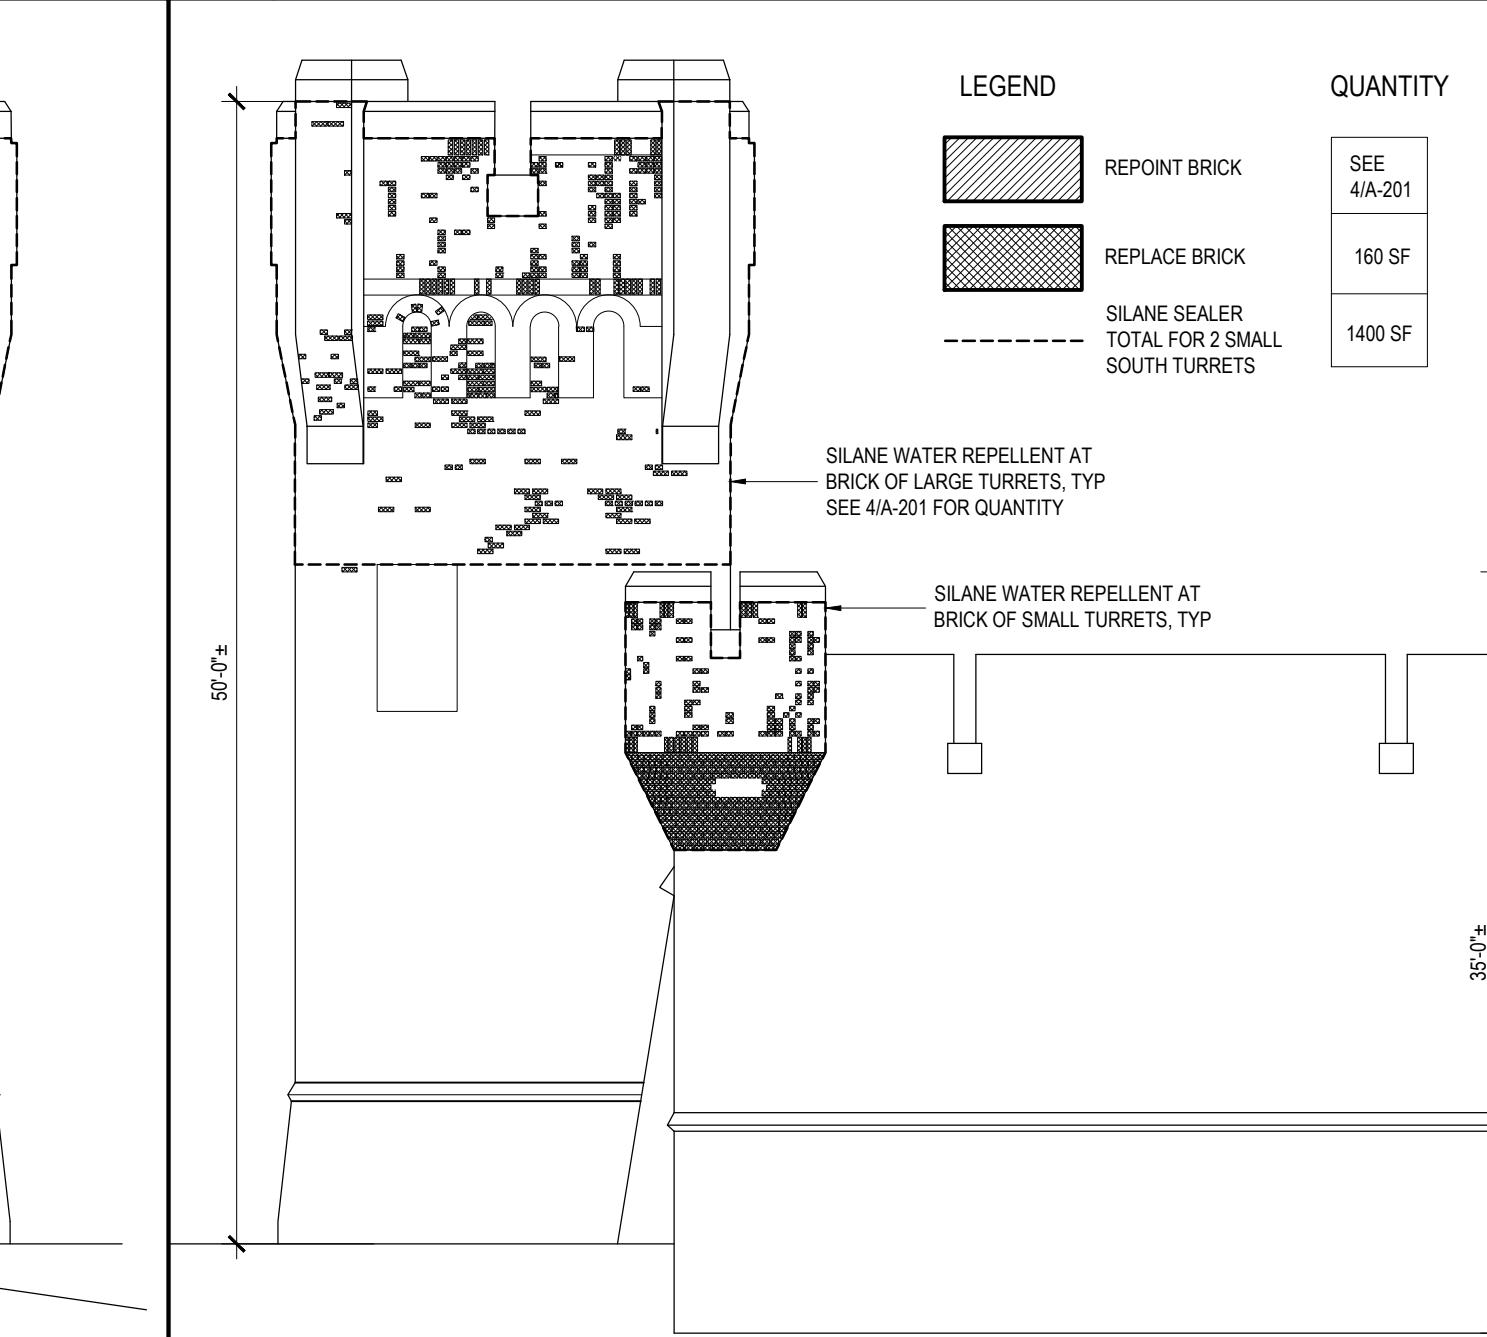 LEGEND
QUANTITY
REPOINT BRICK
SEE
4/A-201
REPLACE BRICK
160 SF
SILANE SEALER
TOTAL FOR 2 SMALL
SOUTH TURRETS
1400 SF
SILANE WATER REPELLENT AT
BRICK OF LARGE TURRETS, TYP
SEE 4/A-201 FOR QUANTITY
SILANE WATER REPELLENT AT
BRICK OF SMALL TURRETS, TYP
50'-0"±
35'-0"±